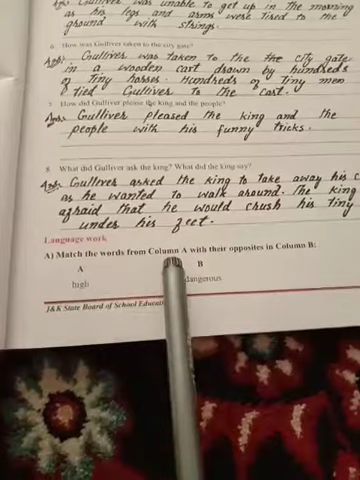 Ans:- Gulliver was unable to get up in the morning
as his legs and arms were tied to the
ground with strings.
6. How was Gulliver taken to the city gate?
Ans:- Gulliver was taken to the the city gate
in a wooden cart drawn by hundreds
of tiny horses. Hundreds of tiny men
tied Gulliver to the cart.
7. How did Gulliver please the king and the people?
Ans:- Gulliver pleased the king and the
people with his funny tricks.
8. What did Gulliver ask the king? What did the king say?
Ans:- Gulliver asked the king to take away his
as he wanted to walk around. The king
afraid that he would crush his tiny
under his feet.
Language work
A) Match the words from Column A with their opposites in Column B:
A B
high dangerous
J&K State Board of School